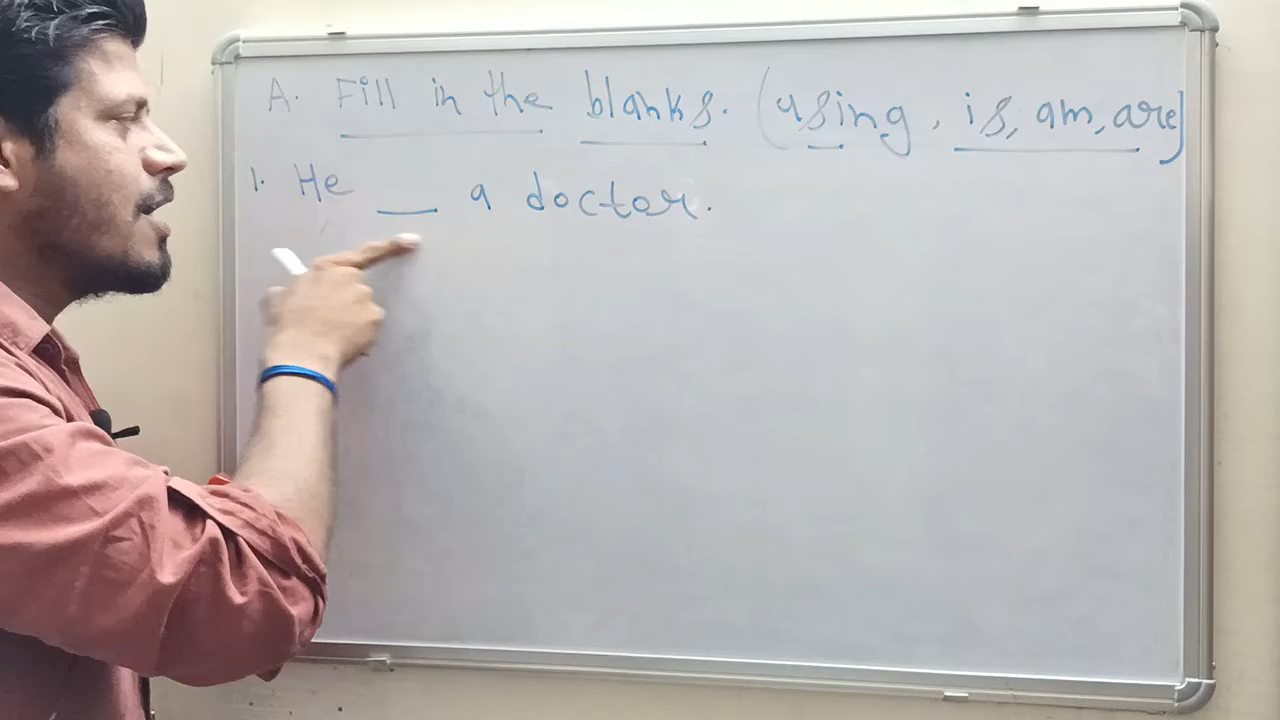 A. Fill in the blanks. (using, is, am, are)
1. He __ a doctor.